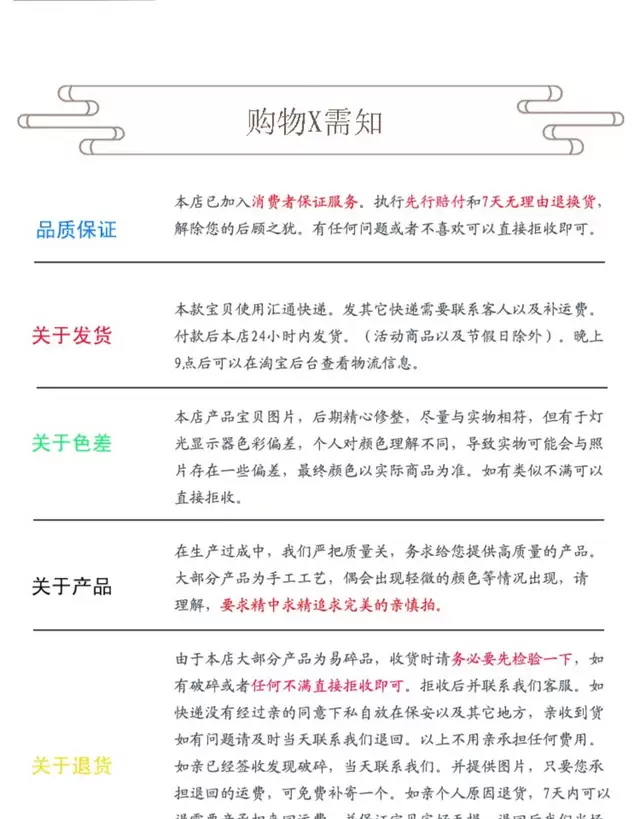 购物X需知
品质保证
本店已加入消费者保证服务。执行先行赔付和7天无理由退换货，
解除您的后顾之犹。有任何问题或者不喜欢可以直接拒收即可。
关于发货
本款宝贝使用汇通快递。发其它快递需要联系客人以及补运费。
付款后本店24小时内发货。（活动商品以及节假日除外）。晚上
9点后可以在淘宝后台查看物流信息。
关于色差
本店产品宝贝图片，后期精心修整，尽量与实物相符，但有于灯
光显示器色彩偏差，个人对颜色理解不同，导致实物可能会与照
片存在一些偏差，最终颜色以实际商品为准。如有类似不满可以
直接拒收。
关于产品
在生产过成中，我们严把质量关，务求给您提供高质量的产品。
大部分产品为手工工艺，偶会出现轻微的颜色等情况出现，请
理解，要求精中求精追求完美的亲慎拍。
关于退货
由于本店大部分产品为易碎品，收货时请务必要先检验一下，如
有破碎或者任何不满直接拒收即可。拒收后并联系我们客服。如
快递没有经过亲的同意下私自放在保安以及其它地方，亲收到货
如有问题请及时当天联系我们退回。以上不用亲承担任何费用。
如亲已经签收发现破碎，当天联系我们。并提供图片，只要您承
担退回的运费，可免费补寄一个。如亲个人原因退货，7天内可以